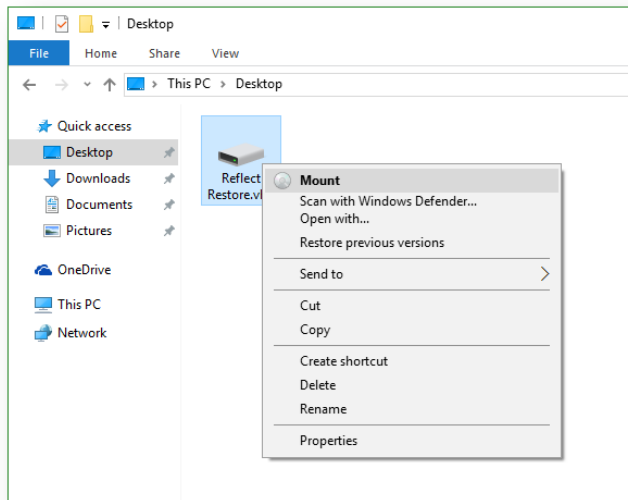 Desktop
File Home Share View
This PC > Desktop
Quick access
Desktop
Downloads
Documents
Pictures
OneDrive
This PC
Network
Reflect
Restore.vl
Mount
Scan with Windows Defender...
Open with...
Restore previous versions
Send to
Cut
Copy
Create shortcut
Delete
Rename
Properties